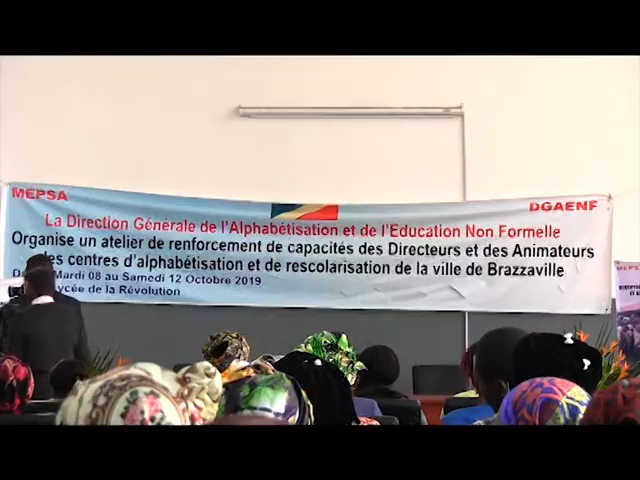 MEPSA
DGAENF
La Direction Générale de l'Alphabétisation et de l'Education Non Formelle
Organise un atelier de renforcement de capacités des Directeurs et des Animateurs
des centres d'alphabétisation et de rescolarisation de la ville de Brazzaville
Mardi 08 au Samedi 12 Octobre 2019
Lycée de la Révolution
MEPS